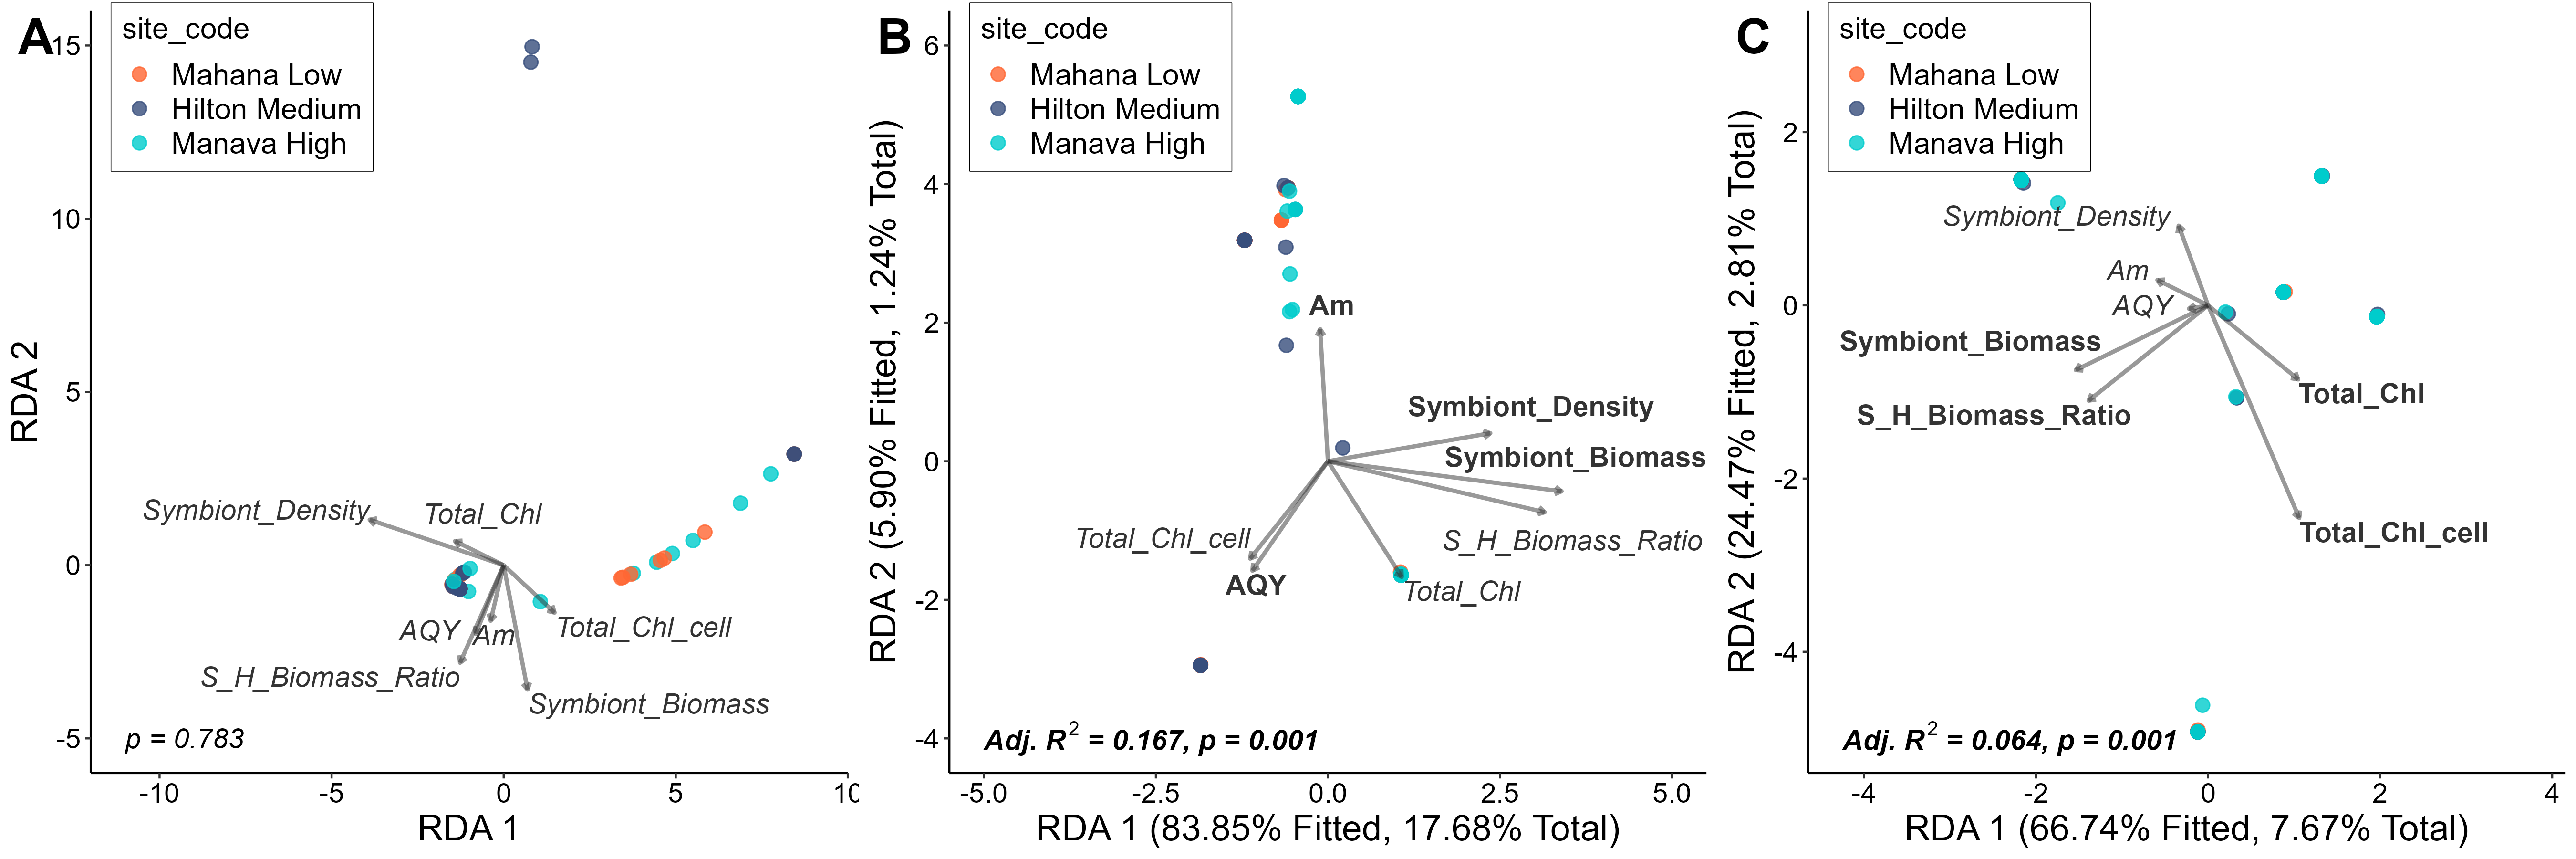 A
site_code
Mahana Low
Hilton Medium
Manava High
15
10
5
0
-5
RDA 2
Symbiont_Density
Total_Chl
AQY
Am
Total_Chl_cell
S_H_Biomass_Ratio
Symbiont_Biomass
p = 0.783
-10
-5
0
5
10
RDA 1
B
site_code
Mahana Low
Hilton Medium
Manava High
6
4
2
0
-2
-4
RDA 2 (5.90% Fitted, 1.24% Total)
Am
Symbiont_Density
Symbiont_Biomass
Total_Chl_cell
S_H_Biomass_Ratio
AQY
Total_Chl
Adj. R² = 0.167, p = 0.001
-5.0
-2.5
0.0
2.5
5.0
RDA 1 (83.85% Fitted, 17.68% Total)
C
site_code
Mahana Low
Hilton Medium
Manava High
2
0
-2
-4
RDA 2 (24.47% Fitted, 2.81% Total)
Symbiont_Density
Am
AQY
Symbiont_Biomass
Total_Chl
S_H_Biomass_Ratio
Total_Chl_cell
Adj. R² = 0.064, p = 0.001
-4
-2
0
2
4
RDA 1 (66.74% Fitted, 7.67% Total)